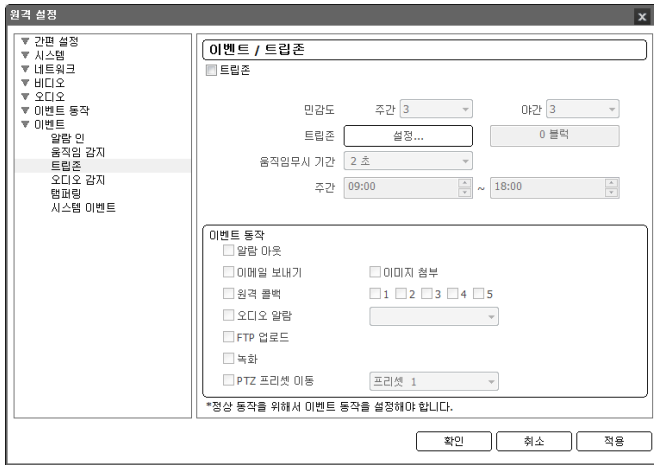 원격 설정
x
간편 설정
시스템
네트워크
비디오
오디오
이벤트 동작
이벤트
알람 인
움직임 감지
트립존
오디오 감지
탬퍼링
시스템 이벤트
이벤트 / 트립존
트립존
민감도 주간 3 야간 3
트립존 설정... 0 블럭
움직임무시 기간 2 초
주간 09:00 ~ 18:00
이벤트 동작
알람 아웃
이메일 보내기 이미지 첨부
원격 콜백 1 2 3 4 5
오디오 알람
FTP 업로드
녹화
PTZ 프리셋 이동 프리셋 1
*정상 동작을 위해서 이벤트 동작을 설정해야 합니다.
확인 취소 적용